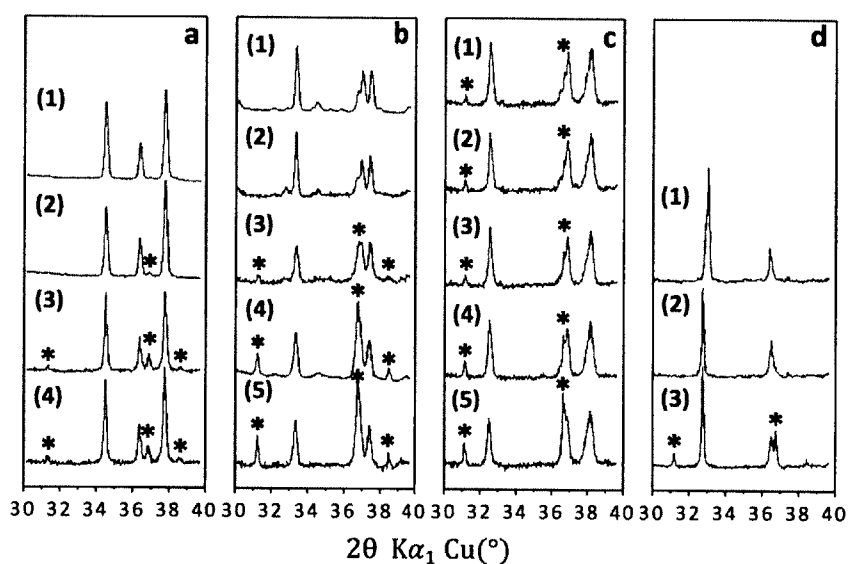 a b c d
(1) (1) (1) (1)
(2) (2) (2) (2)
(3) (3) (3) (3)
(4) (4) (4)
(5) (5)
* * * * * * * * * * * * * * * * * * * * * * * * * *
30 32 34 36 38 40 30 32 34 36 38 40 30 32 34 36 38 40 30 32 34 36 38 40
2θ Kα₁ Cu(°)